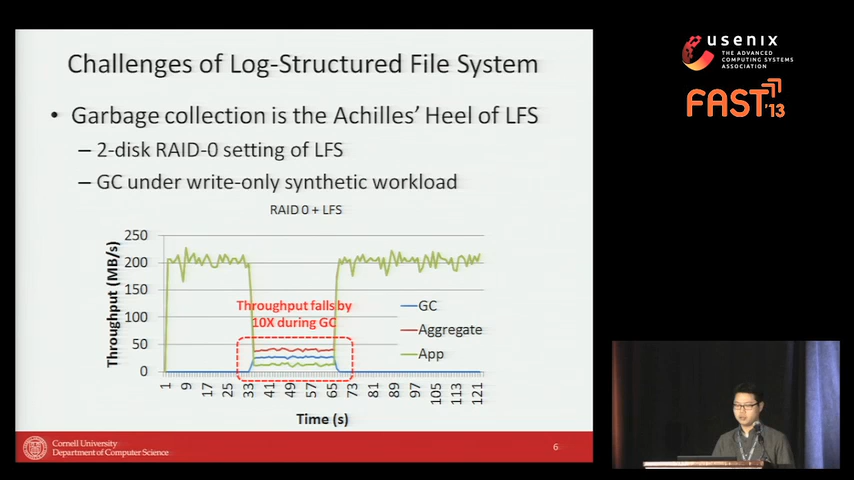 Challenges of Log-Structured File System
• Garbage collection is the Achilles' Heel of LFS
– 2-disk RAID-0 setting of LFS
– GC under write-only synthetic workload
RAID 0 + LFS
Throughput (MB/s)
250
200
150
100
50
0
Throughput falls by
10X during GC
GC
Aggregate
App
1 9 17 25 33 41 49 57 65 73 81 89 97 105 113 121
Time (s)
Cornell University
Department of Computer Science
6
usenix
THE ADVANCED
COMPUTING SYSTEMS
ASSOCIATION
FAST '13